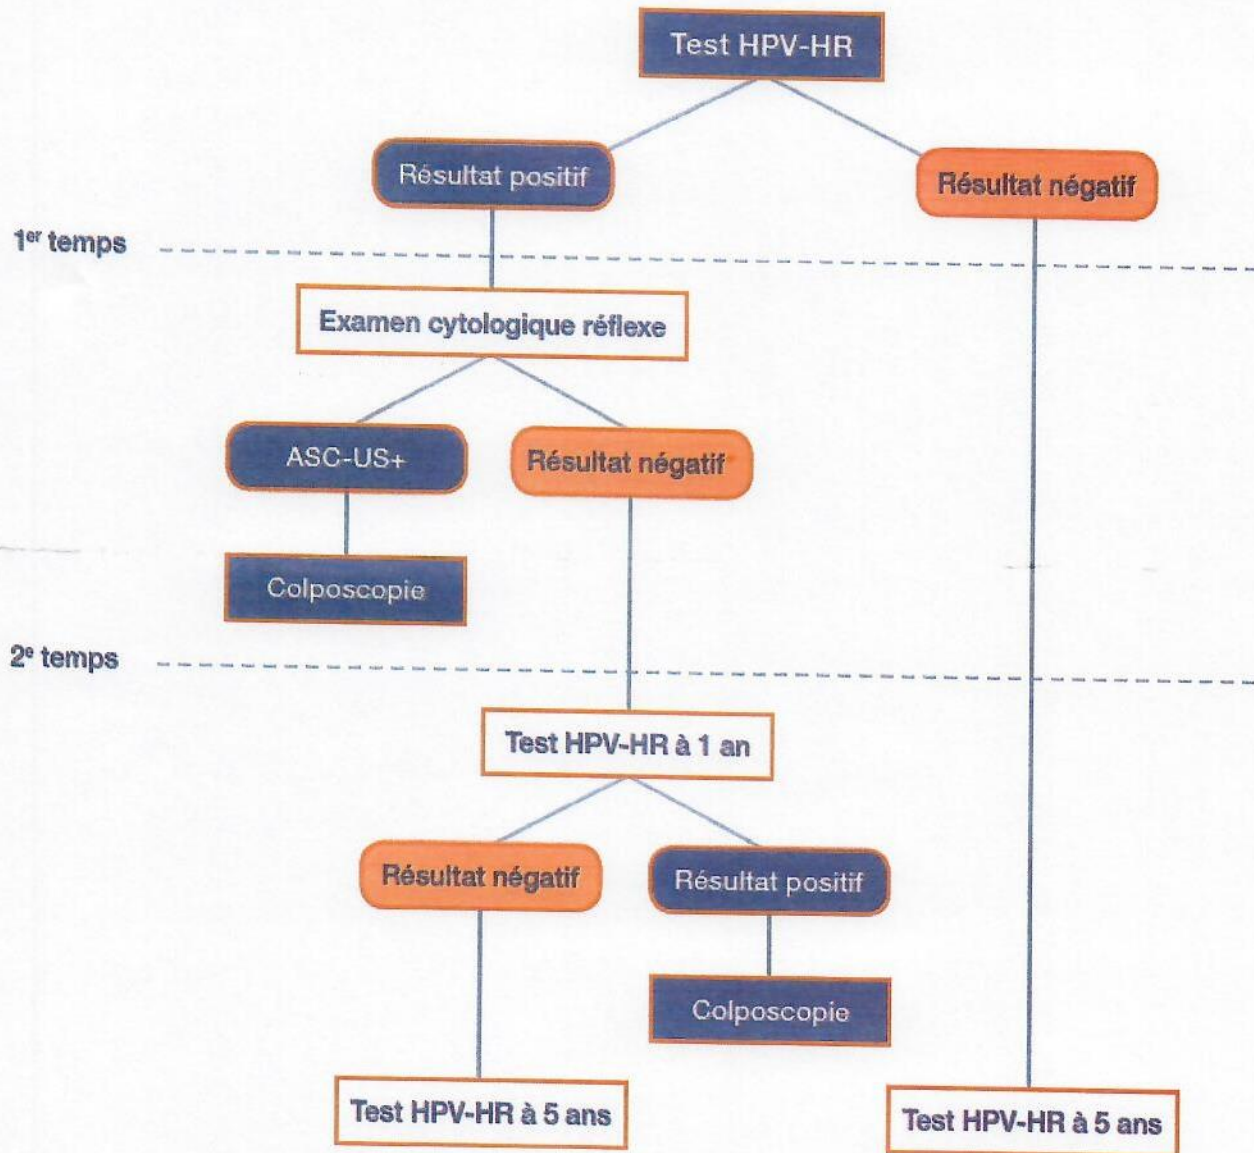 Test HPV-HR
Résultat positif
Résultat négatif
1er temps
Examen cytologique réflexe
ASC-US+
Résultat négatif
Colposcopie
2e temps
Test HPV-HR à 1 an
Résultat négatif
Résultat positif
Colposcopie
Test HPV-HR à 5 ans
Test HPV-HR à 5 ans